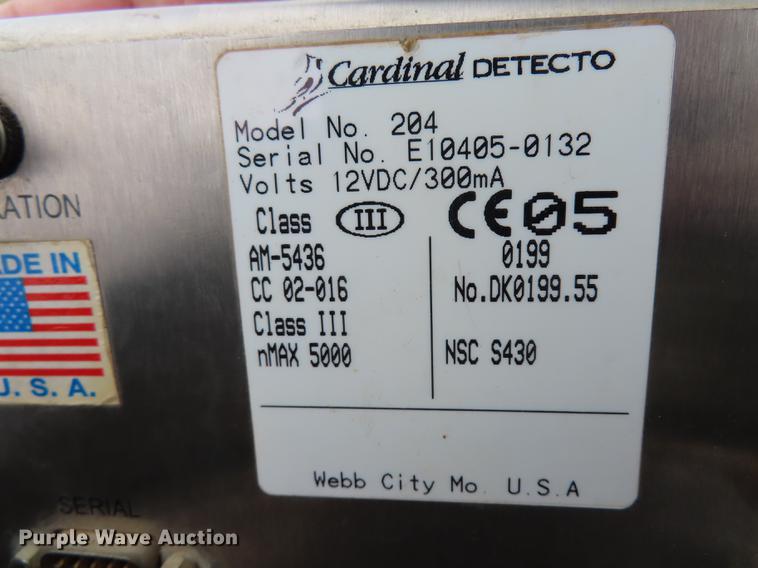 Cardinal DETECTO
Model No. 204
Serial No. E10405-0132
Volts 12VDC/300mA
Class III CE05
AM-5436 0199
CC 02-016 No.DK0199.55
Class III
nMAX 5000 NSC S430
Webb City Mo. U.S.A
RATION
ADE IN
U.S.A.
SERIAL
Purple Wave Auction